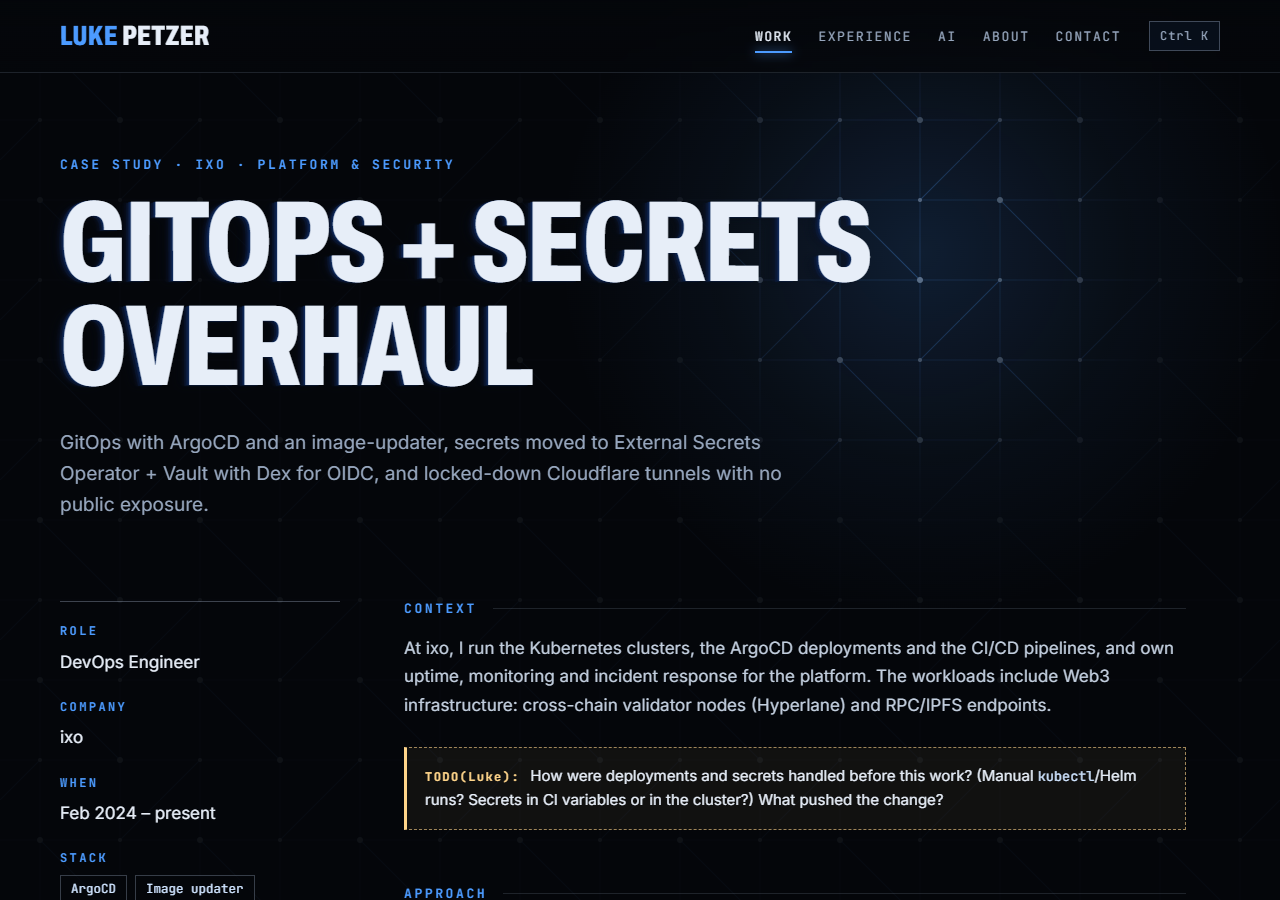 LUKE PETZER
WORK EXPERIENCE AI ABOUT CONTACT Ctrl K
CASE STUDY · IXO · PLATFORM & SECURITY
GITOPS + SECRETS
OVERHAUL
GitOps with ArgoCD and an image-updater, secrets moved to External Secrets
Operator + Vault with Dex for OIDC, and locked-down Cloudflare tunnels with no
public exposure.
ROLE
DevOps Engineer
COMPANY
ixo
WHEN
Feb 2024 – present
STACK
ArgoCD Image updater
CONTEXT
At ixo, I run the Kubernetes clusters, the ArgoCD deployments and the CI/CD pipelines, and own
uptime, monitoring and incident response for the platform. The workloads include Web3
infrastructure: cross-chain validator nodes (Hyperlane) and RPC/IPFS endpoints.
TODO(Luke): How were deployments and secrets handled before this work? (Manual kubectl/Helm
runs? Secrets in CI variables or in the cluster?) What pushed the change?
APPROACH